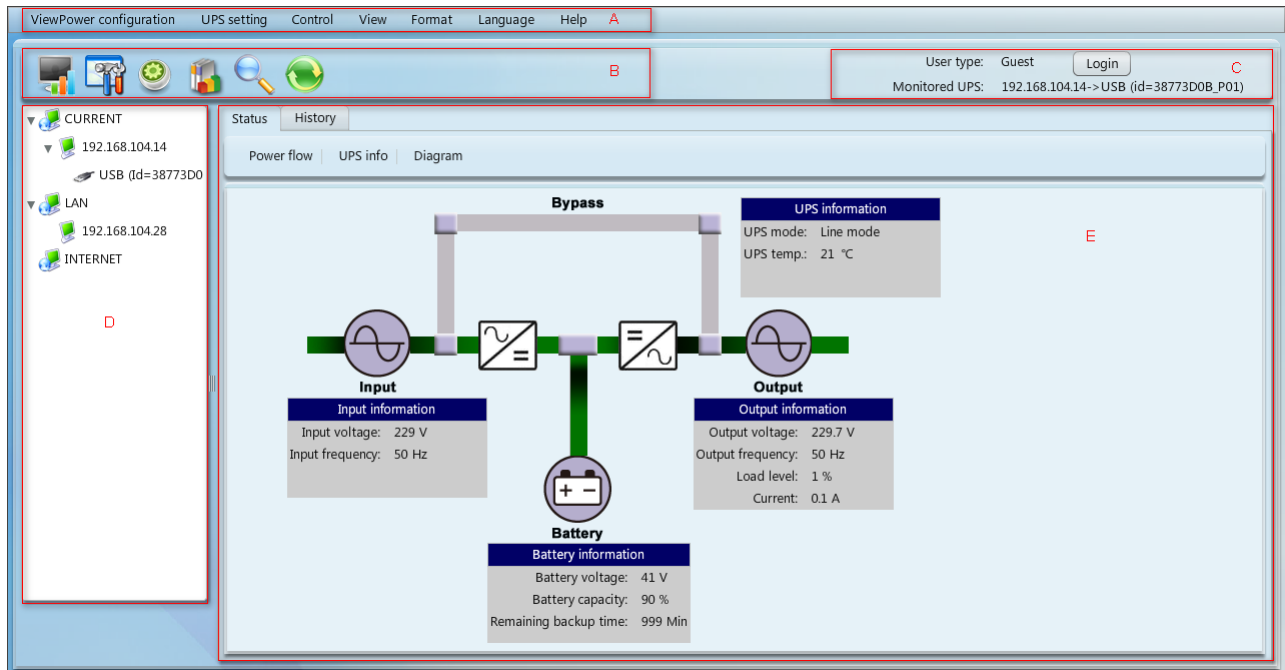 ViewPower configuration UPS setting Control View Format Language Help A
B
User type: Guest Login C
Monitored UPS: 192.168.104.14->USB (id=38773D0B_P01)
CURRENT
192.168.104.14
USB (Id=38773D0
LAN
192.168.104.28
INTERNET
D
Status History
Power flow UPS info Diagram
E
Bypass
UPS information
UPS mode: Line mode
UPS temp.: 21 ℃
Input
Input information
Input voltage: 229 V
Input frequency: 50 Hz
Output
Output information
Output voltage: 229.7 V
Output frequency: 50 Hz
Load level: 1 %
Current: 0.1 A
Battery
Battery information
Battery voltage: 41 V
Battery capacity: 90 %
Remaining backup time: 999 Min